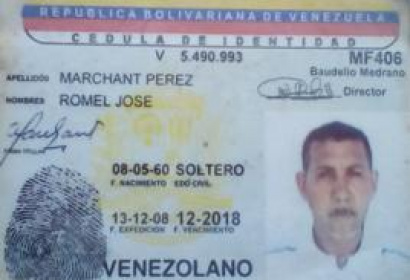 REPUBLICA BOLIVARIANA DE VENEZUELA
CEDULA DE IDENTIDAD
V 5.490.993 MF406
Baudelio Medrano
Director
APELLIDOS MARCHANT PEREZ
NOMBRES ROMEL JOSE
08-05-60 SOLTERO
F. NACIMIENTO EDO.CIVIL
13-12-08 12-2018
F. EXPEDICION F. VENCIMIENTO
VENEZOLANO